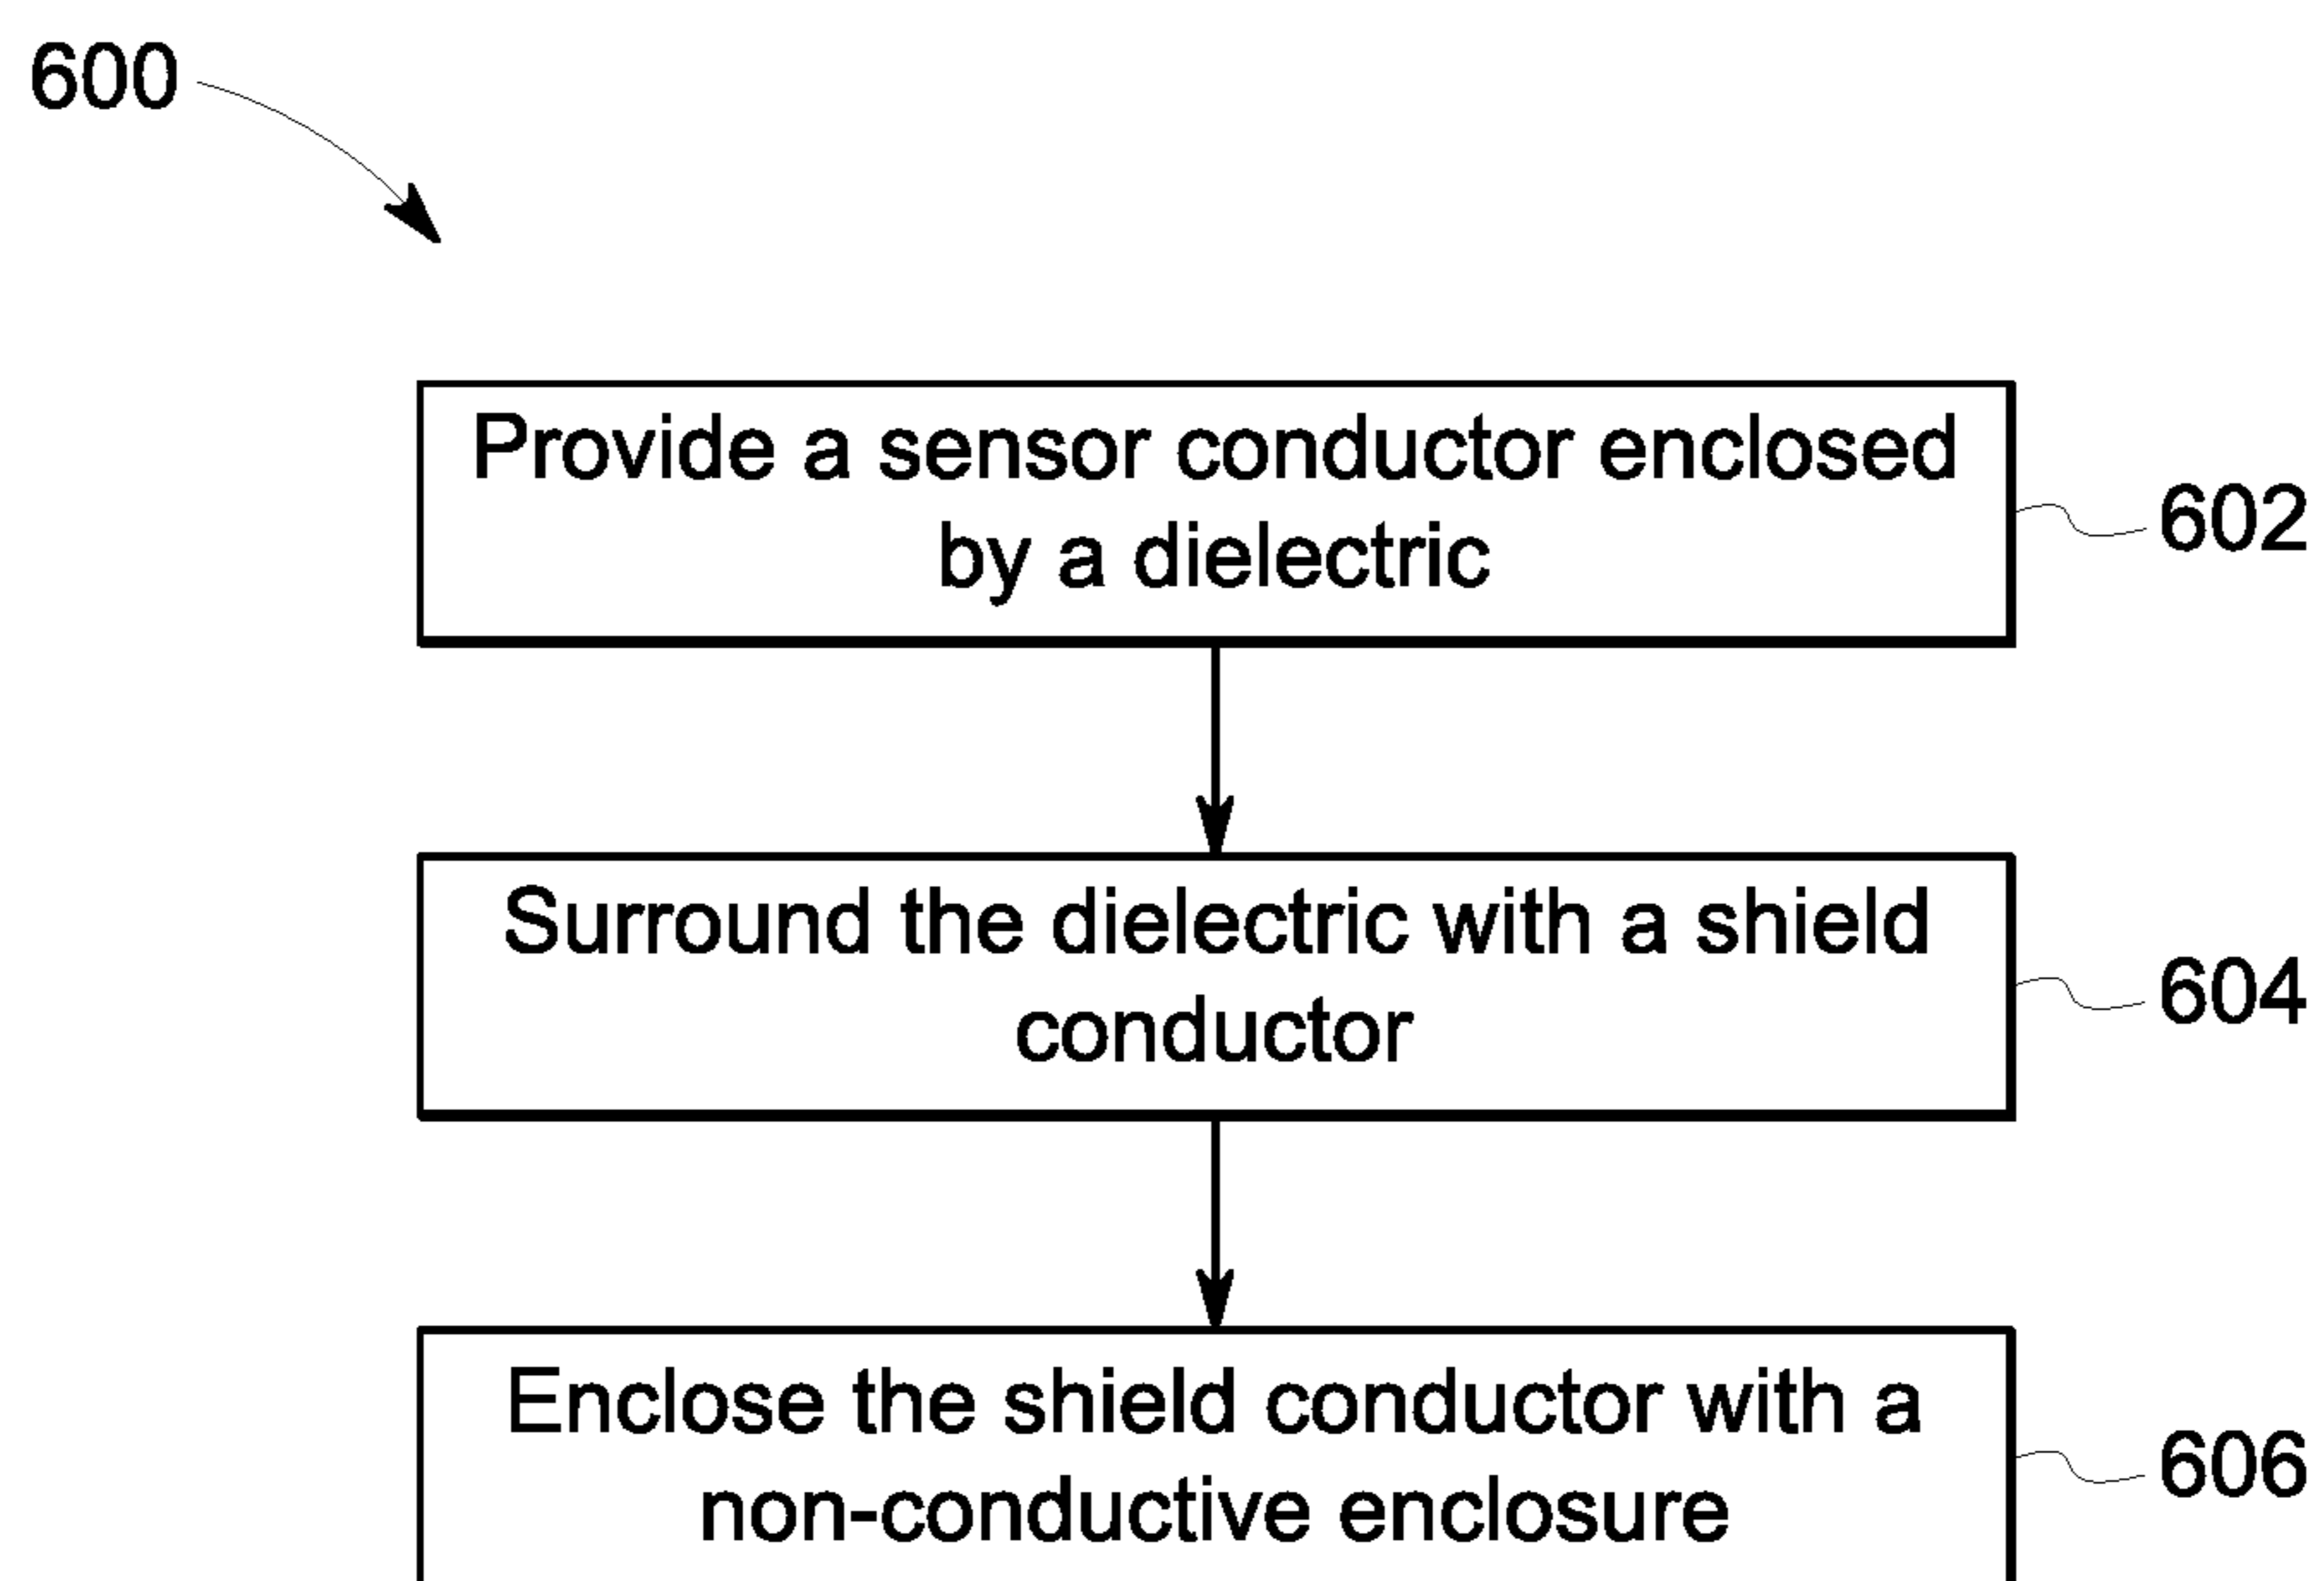 600
Provide a sensor conductor enclosed
by a dielectric
602
Surround the dielectric with a shield
conductor
604
Enclose the shield conductor with a
non-conductive enclosure
606